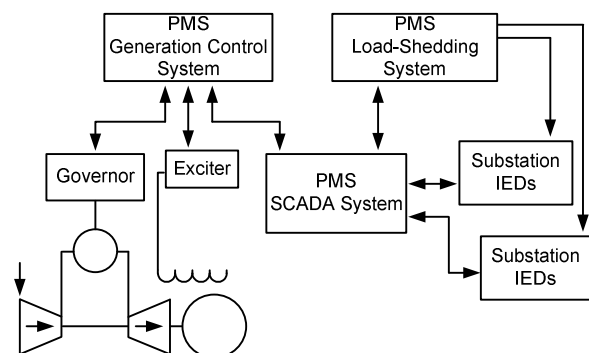 PMS
Generation Control
System
PMS
Load-Shedding
System
Governor
Exciter
PMS
SCADA System
Substation
IEDs
Substation
IEDs